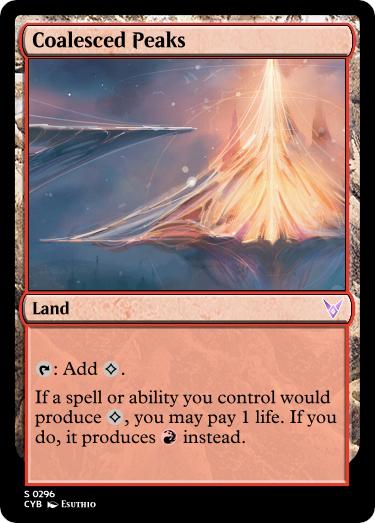 Coalesced Peaks
Land
: Add .
If a spell or ability you control would
produce , you may pay 1 life. If you
do, it produces instead.
S 0296
CYB Esuthio